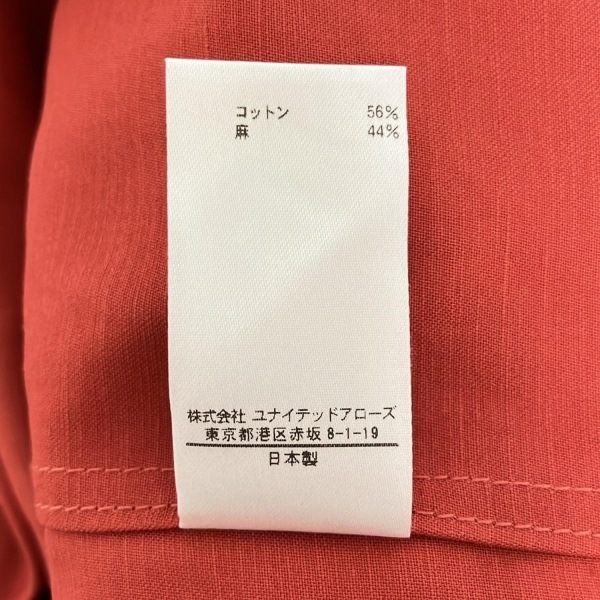 コットン 56%
麻 44%
株式会社 ユナイテッドアローズ
東京都港区赤坂 8-1-19
日本製